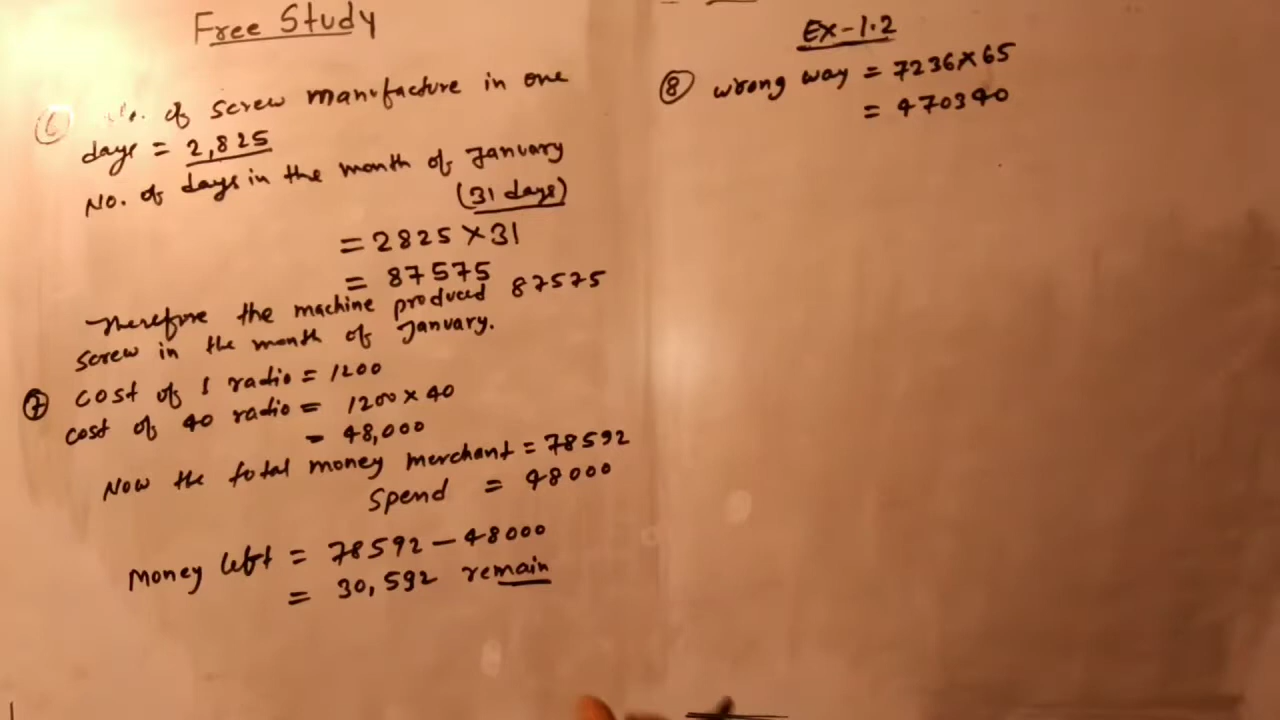 Free Study
of screw manufacture in one
days = 2,825
No. of days in the month of January
(31 days)
= 2825 × 31
= 87575
Therefore the machine produced 87575
screw in the month of January.
⑦ cost of 1 radio = 1200
cost of 40 radio = 1200 × 40
= 48,000
Now the total money merchant = 78592
Spend = 48000
Money left = 78592 – 48000
= 30,592 remain
EX-1.2
⑧ wrong way = 7236×65
= 470340